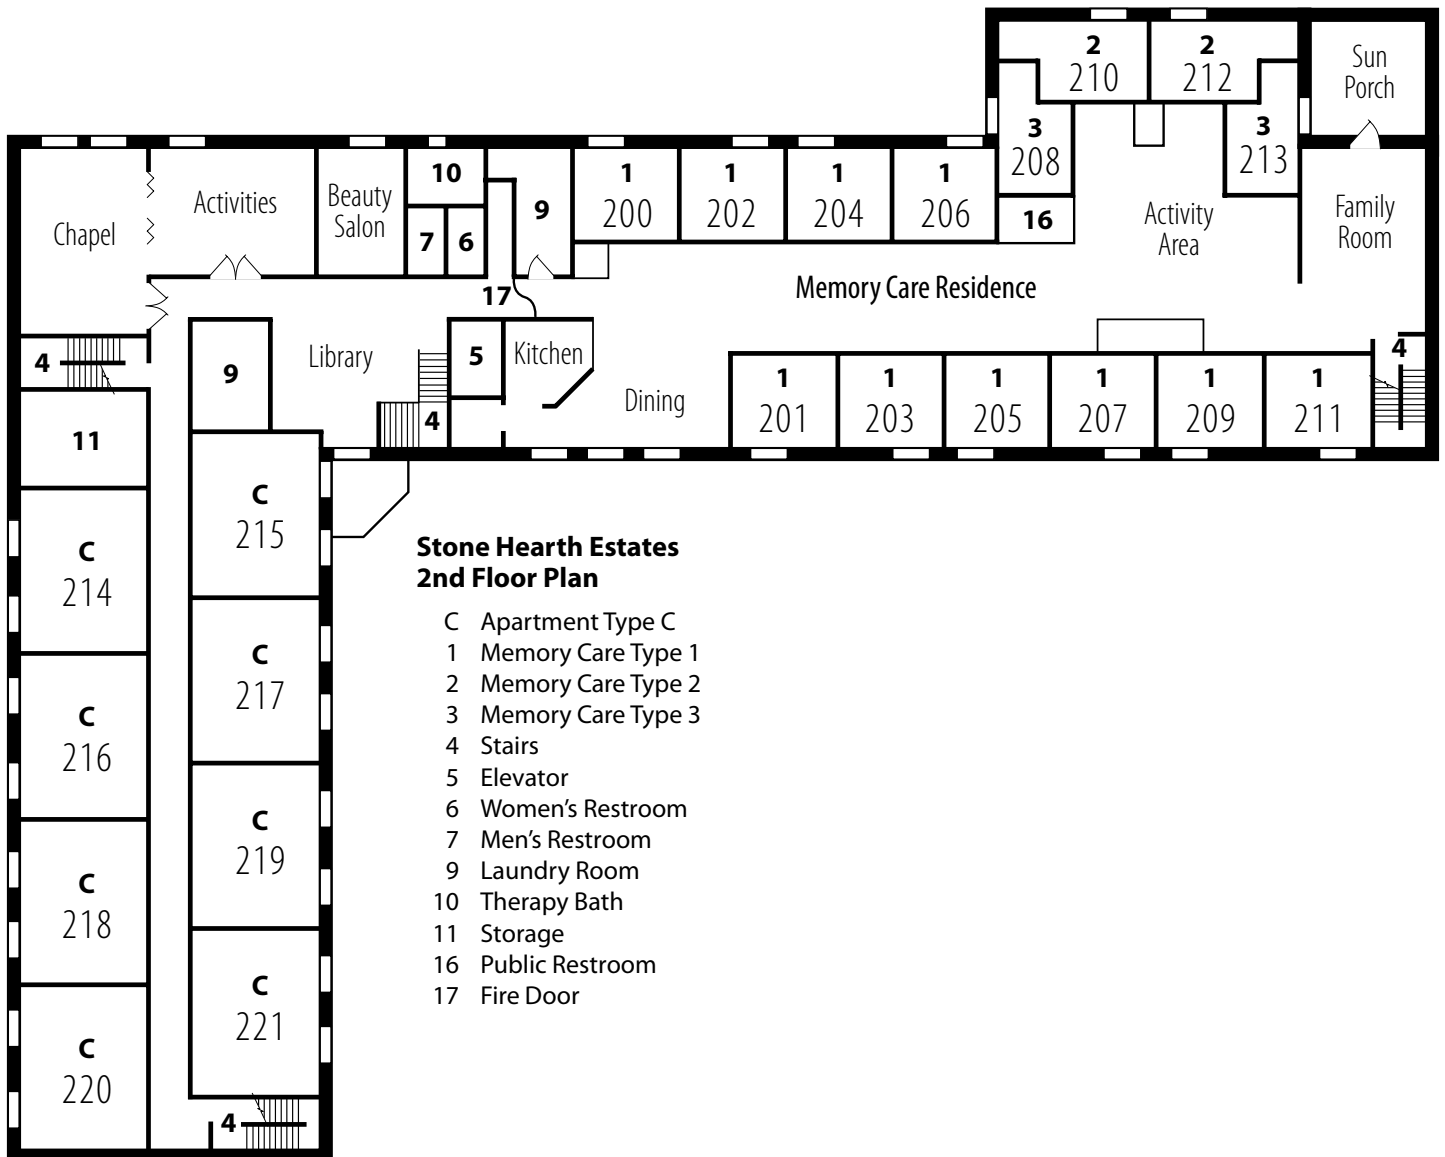 2
210
2
212
Sun
Porch
3
208
3
213
10
1
200
1
202
1
204
1
206
Chapel
Activities
Beauty
Salon
7
6
9
16
Activity
Area
Family
Room
17
Memory Care Residence
4
9
Library
5
Kitchen
4
Dining
1
201
1
203
1
205
1
207
1
209
1
211
4
11
C
215
C
214
Stone Hearth Estates
2nd Floor Plan
C Apartment Type C
1 Memory Care Type 1
2 Memory Care Type 2
3 Memory Care Type 3
4 Stairs
5 Elevator
6 Women's Restroom
7 Men's Restroom
9 Laundry Room
10 Therapy Bath
11 Storage
16 Public Restroom
17 Fire Door
C
217
C
216
C
219
C
218
C
221
C
220
4